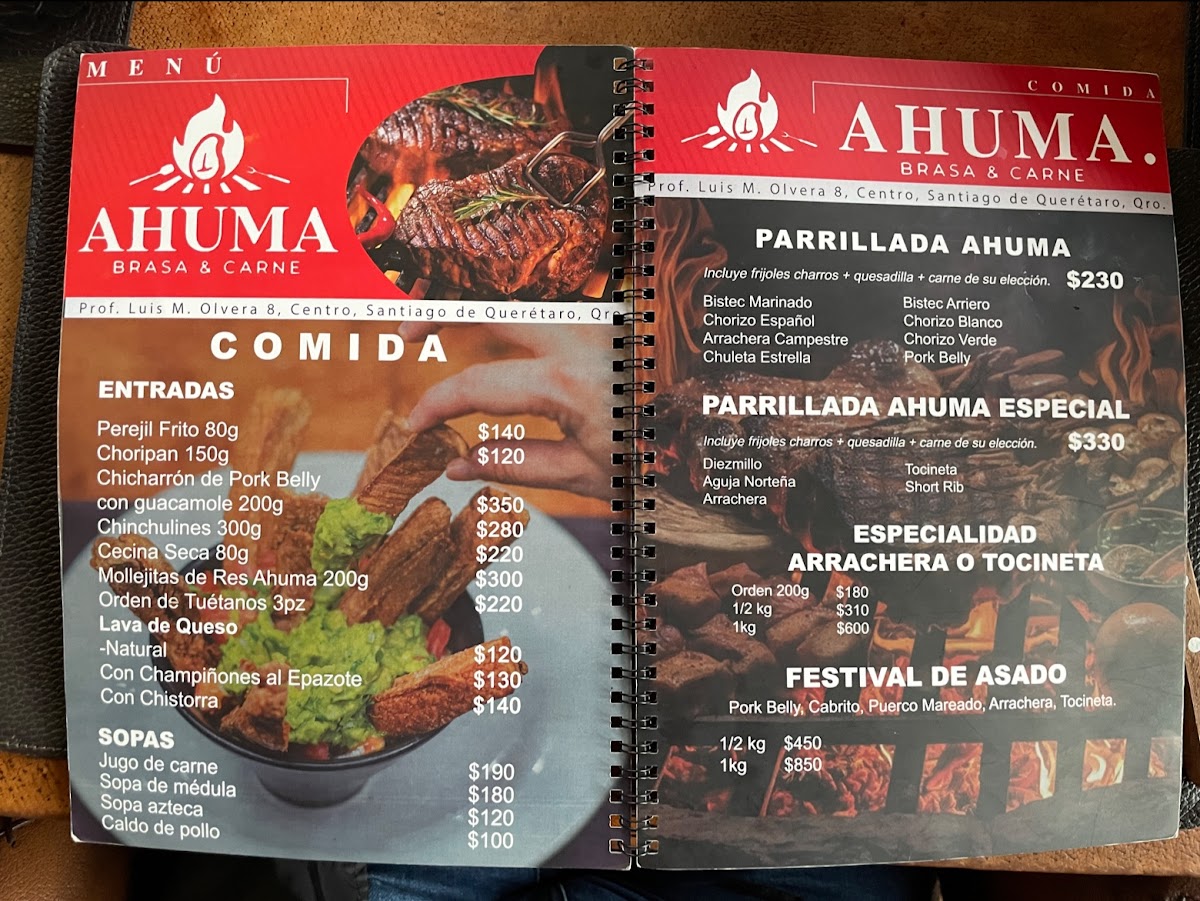 MENÚ
AHUMA
BRASA & CARNE
Prof. Luis M. Olvera 8, Centro, Santiago de Querétaro, Qro
COMIDA
ENTRADAS
Perejil Frito 80g $140
Choripan 150g $120
Chicharrón de Pork Belly
con guacamole 200g $350
Chinchulines 300g $280
Cecina Seca 80g $220
Mollejitas de Res Ahuma 200g $300
Orden de Tuétanos 3pz $220
Lava de Queso
-Natural $120
Con Champiñones al Epazote $130
Con Chistorra $140
SOPAS
Jugo de carne $190
Sopa de médula $180
Sopa azteca $120
Caldo de pollo $100
COMIDA
AHUMA.
BRASA & CARNE
Prof. Luis M. Olvera 8, Centro, Santiago de Querétaro, Qro.
PARRILLADA AHUMA
Incluye frijoles charros + quesadilla + carne de su elección. $230
Bistec Marinado Bistec Arriero
Chorizo Español Chorizo Blanco
Arrachera Campestre Chorizo Verde
Chuleta Estrella Pork Belly
PARRILLADA AHUMA ESPECIAL
Incluye frijoles charros + quesadilla + carne de su elección. $330
Diezmillo Tocineta
Aguja Norteña Short Rib
Arrachera
ESPECIALIDAD
ARRACHERA O TOCINETA
Orden 200g $180
1/2 kg $310
1kg $600
FESTIVAL DE ASADO
Pork Belly, Cabrito, Puerco Mareado, Arrachera, Tocineta.
1/2 kg $450
1kg $850